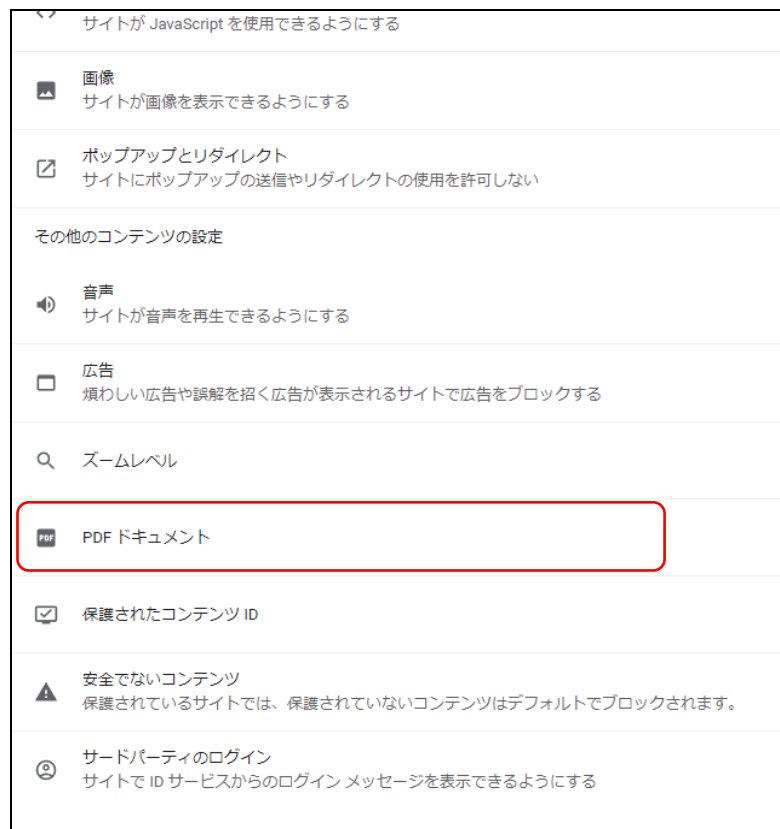 サイトが JavaScript を使用できるようにする
画像
サイトが画像を表示できるようにする
ポップアップとリダイレクト
サイトにポップアップの送信やリダイレクトの使用を許可しない
その他のコンテンツの設定
音声
サイトが音声を再生できるようにする
広告
煩わしい広告や誤解を招く広告が表示されるサイトで広告をブロックする
ズームレベル
PDF
PDF ドキュメント
保護されたコンテンツ ID
安全でないコンテンツ
保護されているサイトでは、保護されていないコンテンツはデフォルトでブロックされます。
サードパーティのログイン
サイトで ID サービスからのログイン メッセージを表示できるようにする